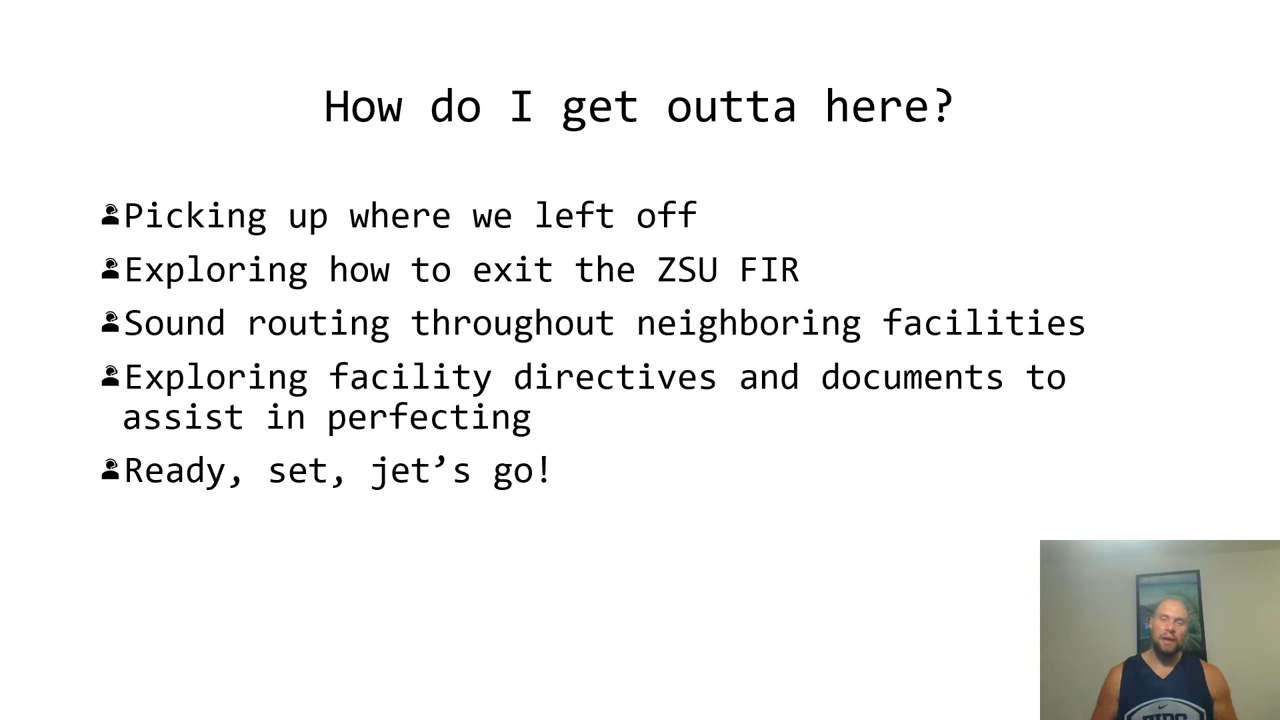 How do I get outta here?
Picking up where we left off
Exploring how to exit the ZSU FIR
Sound routing throughout neighboring facilities
Exploring facility directives and documents to
assist in perfecting
Ready, set, jet’s go!